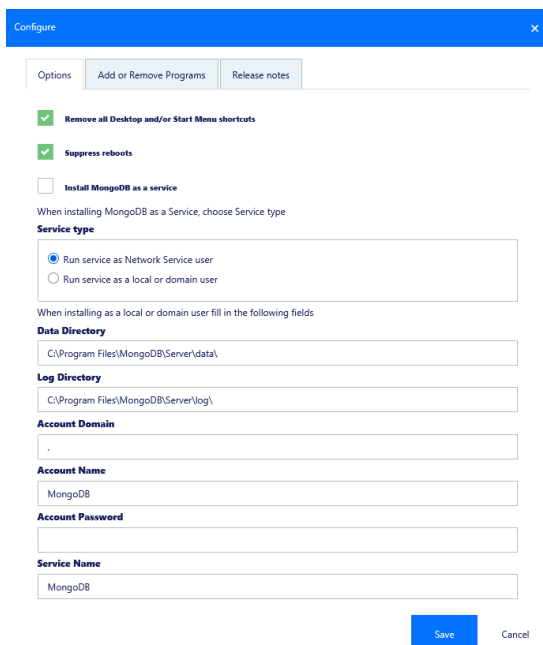 Configure
Options
Add or Remove Programs
Release notes
Remove all Desktop and/or Start Menu shortcuts
Suppress reboots
Install MongoDB as a service
When installing MongoDB as a Service, choose Service type
Service type
Run service as Network Service user
Run service as a local or domain user
When installing as a local or domain user fill in the following fields
Data Directory
C:\Program Files\MongoDB\Server\data\
Log Directory
C:\Program Files\MongoDB\Server\log\
Account Domain
.
Account Name
MongoDB
Account Password
Service Name
MongoDB
Save
Cancel